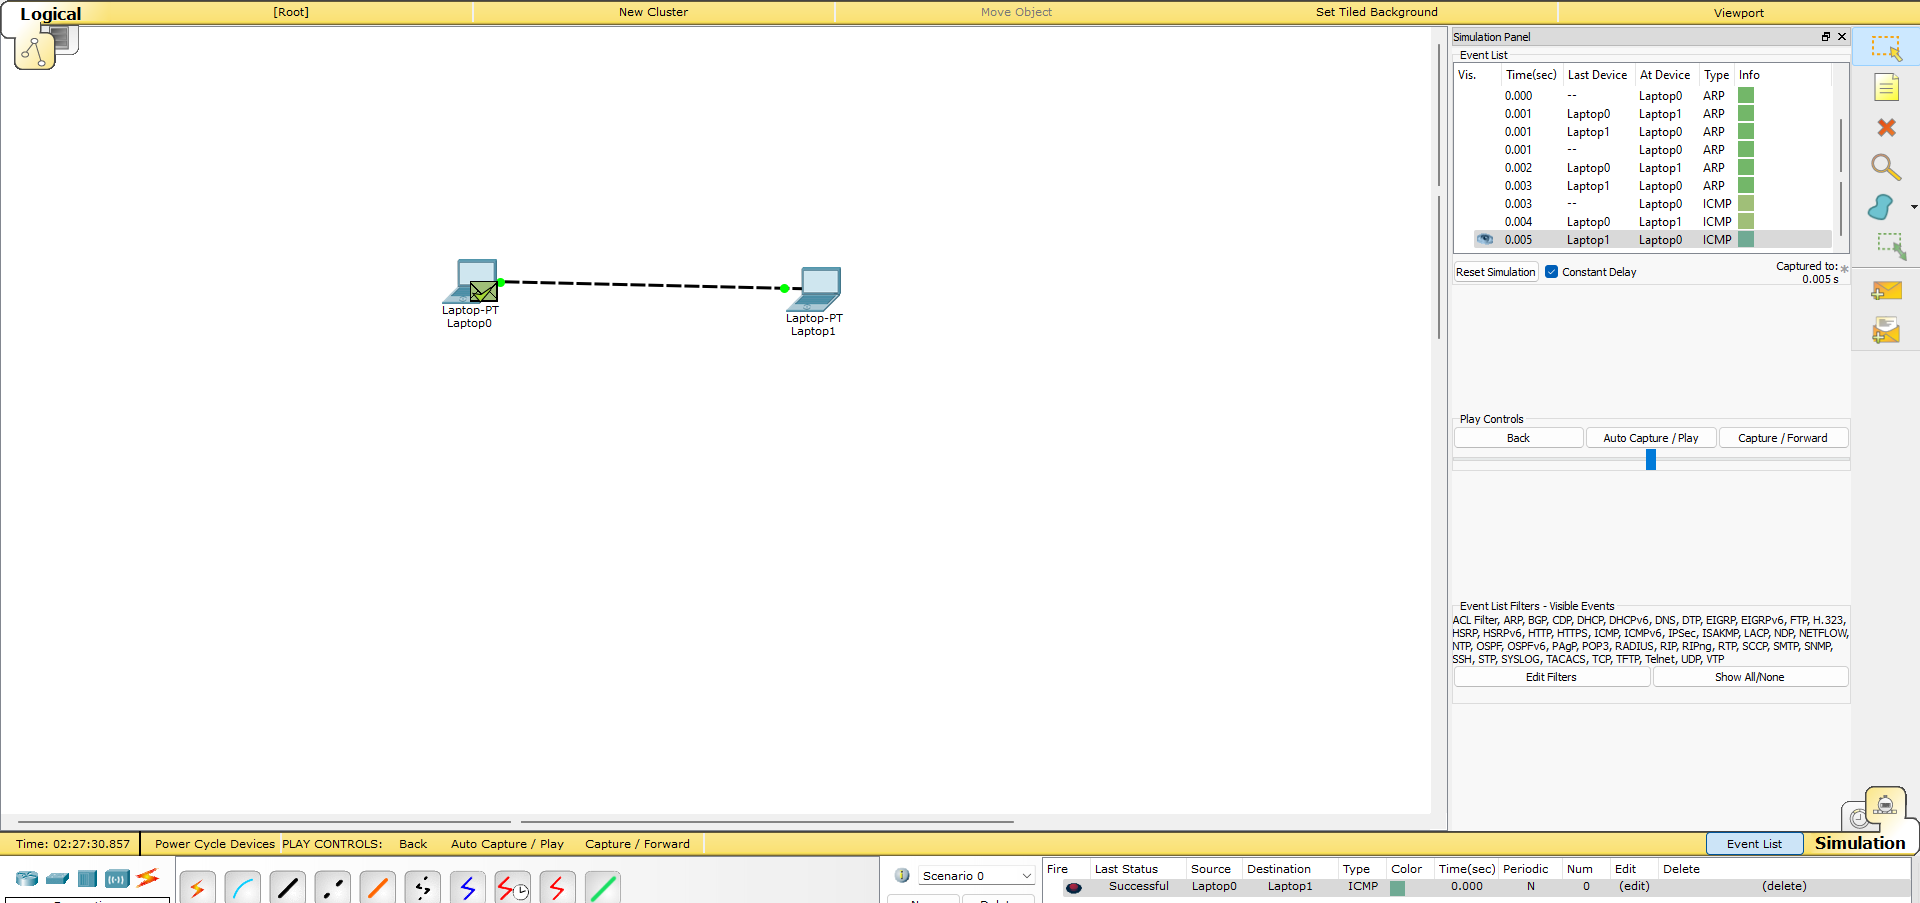 Logical
[Root]
New Cluster
Move Object
Set Tiled Background
Viewport
Simulation Panel
Event List
Vis. Time(sec) Last Device At Device Type Info
0.000 -- Laptop0 ARP
0.001 Laptop0 Laptop1 ARP
0.001 Laptop1 Laptop0 ARP
0.001 -- Laptop0 ARP
0.002 Laptop0 Laptop1 ARP
0.003 Laptop1 Laptop0 ARP
0.003 -- Laptop0 ICMP
0.004 Laptop0 Laptop1 ICMP
0.005 Laptop1 Laptop0 ICMP
Reset Simulation Constant Delay Captured to: *
0.005 s
Laptop-PT
Laptop0
Laptop-PT
Laptop1
Play Controls
Back Auto Capture / Play Capture / Forward
Event List Filters - Visible Events
ACL Filter, ARP, BGP, CDP, DHCP, DHCPv6, DNS, DTP, EIGRP, EIGRPv6, FTP, H.323,
HSRP, HSRPv6, HTTP, HTTPS, ICMP, ICMPv6, IPSec, ISAKMP, LACP, NDP, NETFLOW,
NTP, OSPF, OSPFv6, PAgP, POP3, RADIUS, RIP, RIPng, RTP, SCCP, SMTP, SNMP,
SSH, STP, SYSLOG, TACACS, TCP, TFTP, Telnet, UDP, VTP
Edit Filters Show All/None
Time: 02:27:30.857 Power Cycle Devices PLAY CONTROLS: Back Auto Capture / Play Capture / Forward Event List Simulation
Scenario 0
Fire Last Status Source Destination Type Color Time(sec) Periodic Num Edit Delete
Successful Laptop0 Laptop1 ICMP 0.000 N 0 (edit) (delete)